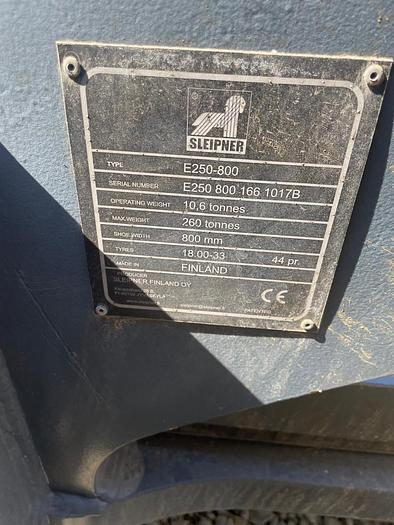 SLEIPNER
TYPE E250-800
SERIAL NUMBER E250 800 166 1017B
OPERATING WEIGHT 10,6 tonnes
MAX.WEIGHT 260 tonnes
SHOE WIDTH 800 mm
TYRES 18.00-33 44 pr.
MADE IN FINLAND
PRODUCER
SLEIPNER FINLAND OY
CE
PATENTED